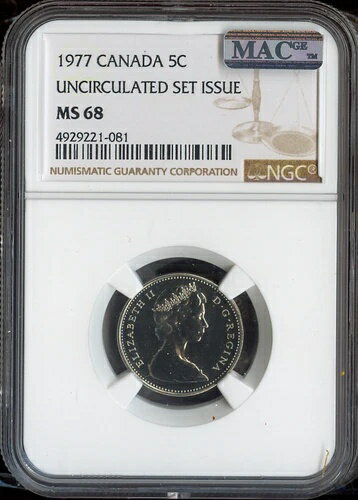 MAC GE TM
1977 CANADA 5C
UNCIRCULATED SET ISSUE
MS 68
4929221-081
NUMISMATIC GUARANTY CORPORATION
NGC®
ELIZABETH II D·G·REGINA